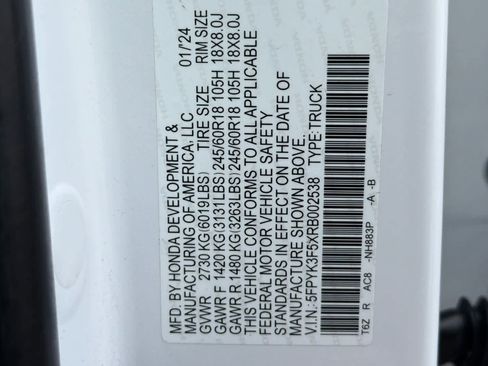 MFD. BY HONDA DEVELOPMENT &
MANUFACTURING OF AMERICA, LLC 01/'24
GVWR 2730 KG(6019LBS) TIRE SIZE RIM SIZE
GAWR F 1420 KG(3131LBS)245/60R18 105H 18X8.0J
GAWR R 1480 KG(3263LBS)245/60R18 105H 18X8.0J
THIS VEHICLE CONFORMS TO ALL APPLICABLE
FEDERAL MOTOR VEHICLE SAFETY
STANDARDS IN EFFECT ON THE DATE OF
MANUFACTURE SHOWN ABOVE.
V.I.N.: 5FPYK3F5XRB002538 TYPE: TRUCK
T6Z R AC8 -NH883P -A -B